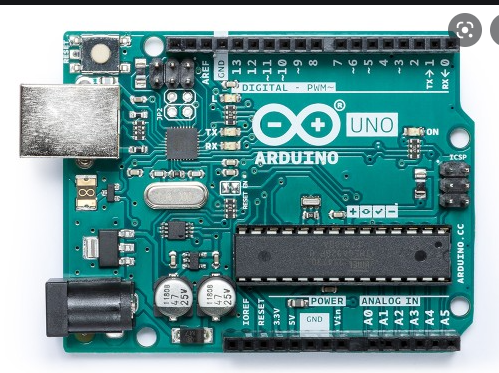 RESET
AREF
GND
13
12
~11
~10
~9
8
7
~6
5
4
~3
2
TX→1
RX←0
DIGITAL - PWM~
L
TX
RX
®
UNO
ARDUINO
ON
ICSP
RESET EN
ARDUINO.CC
47
25V
47
25V
IOREF
RESET
3.3V
5V
GND
Vin
POWER
ANALOG IN
A0
A1
A2
A3
A4
A5